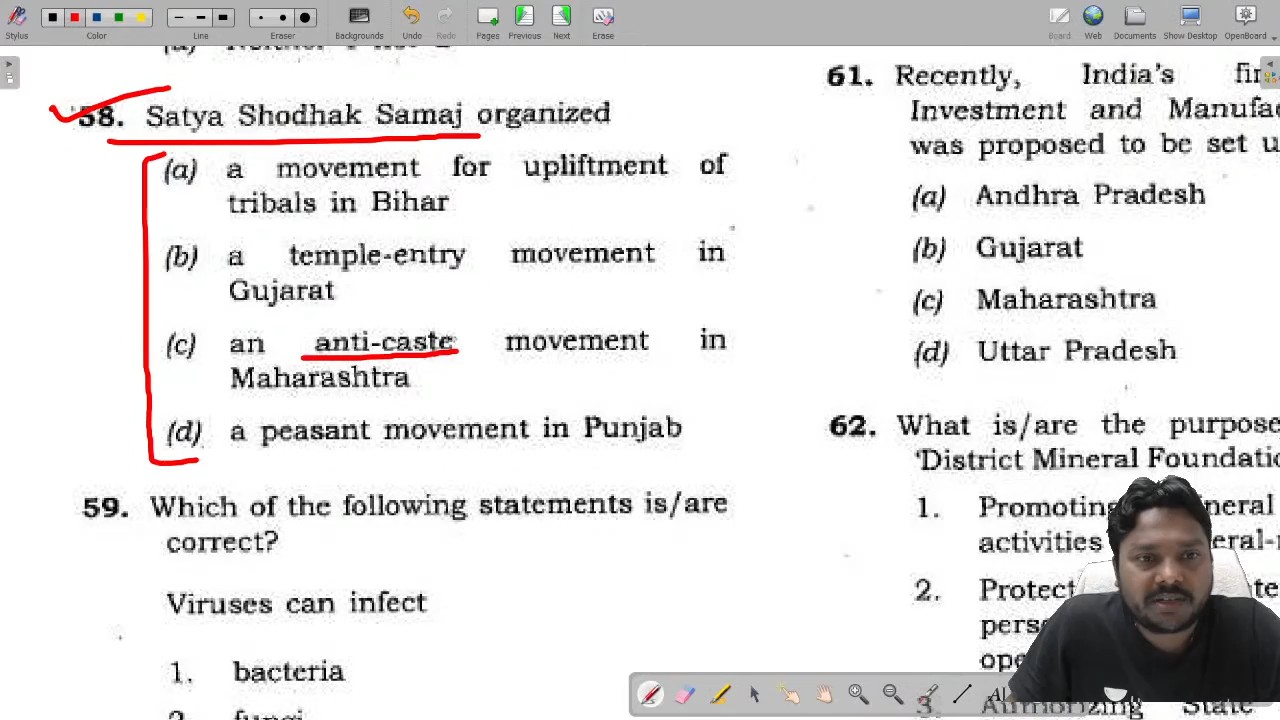 Stylus
Color
Line
Eraser
Backgrounds
Undo
Redo
Pages
Previous
Next
Erase
Board
Web
Documents
Show Desktop
OpenBoard
58. Satya Shodhak Samaj organized
(a) a movement for upliftment of
tribals in Bihar
(b) a temple-entry movement in
Gujarat
(c) an anti-caste movement in
Maharashtra
(d) a peasant movement in Punjab
59. Which of the following statements is/are
correct?
Viruses can infect
1. bacteria
2. fungi
61. Recently, India's
Investment and
was proposed to be set
(a) Andhra Pradesh
(b) Gujarat
(c) Maharashtra
(d) Uttar Pradesh
62. What is/are the
'District Mineral
1. Promoting
activities
2.
3. State